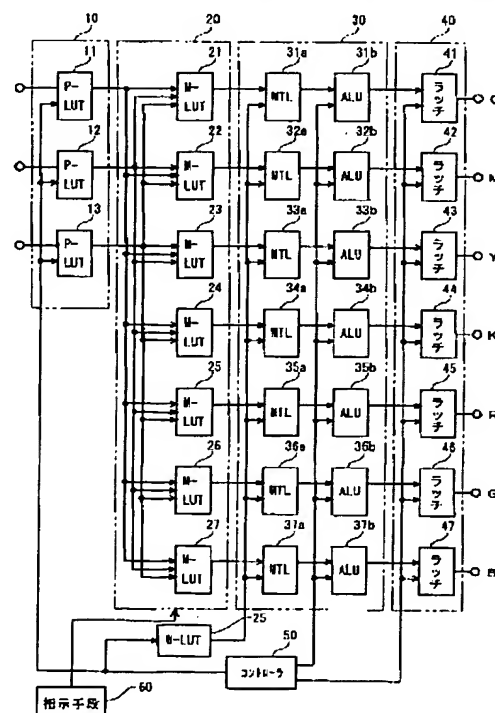 10
20
30
40
11
21
31a
31b
41
P-
LUT
M-
LUT
MTL
ALU
ラッチ
C
12
22
32a
32b
42
P-
LUT
M-
LUT
MTL
ALU
ラッチ
M
13
23
33a
33b
43
P-
LUT
M-
LUT
MTL
ALU
ラッチ
Y
24
34a
34b
44
M-
LUT
MTL
ALU
ラッチ
K
25
35a
35b
45
M-
LUT
MTL
ALU
ラッチ
R
26
36a
36b
46
M-
LUT
MTL
ALU
ラッチ
G
27
37a
37b
47
M-
LUT
MTL
ALU
ラッチ
B
25
W-LUT
50
コントローラ
60
指示手段